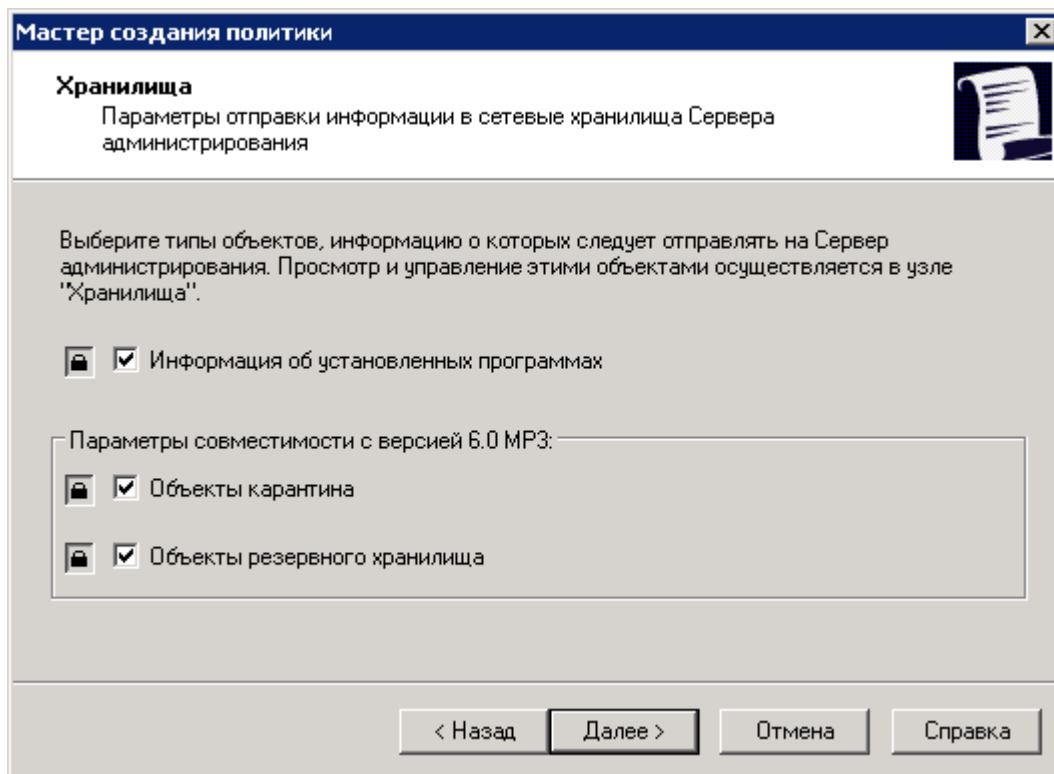 Мастер создания политики
Хранилища
Параметры отправки информации в сетевые хранилища Сервера
администрирования
Выберите типы объектов, информацию о которых следует отправлять на Сервер
администрирования. Просмотр и управление этими объектами осуществляется в узле
"Хранилища".
Информация об установленных программах
Параметры совместимости с версией 6.0 МР3:
Объекты карантина
Объекты резервного хранилища
< Назад
Далее >
Отмена
Справка